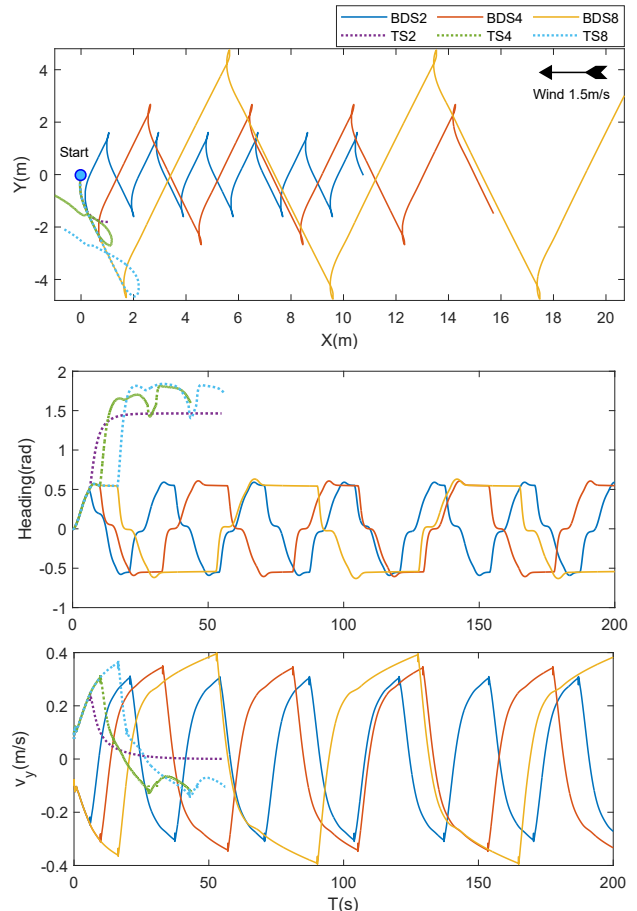 BDS2 BDS4 BDS8
TS2 TS4 TS8
4
2
0
-2
-4
Y(m)
Start
Wind 1.5m/s
0 2 4 6 8 10 12 14 16 18 20
X(m)
2
1.5
1
0.5
0
-0.5
-1
Heading(rad)
0 50 100 150 200
0.4
0.2
0
-0.2
-0.4
v_y (m/s)
0 50 100 150 200
T(s)